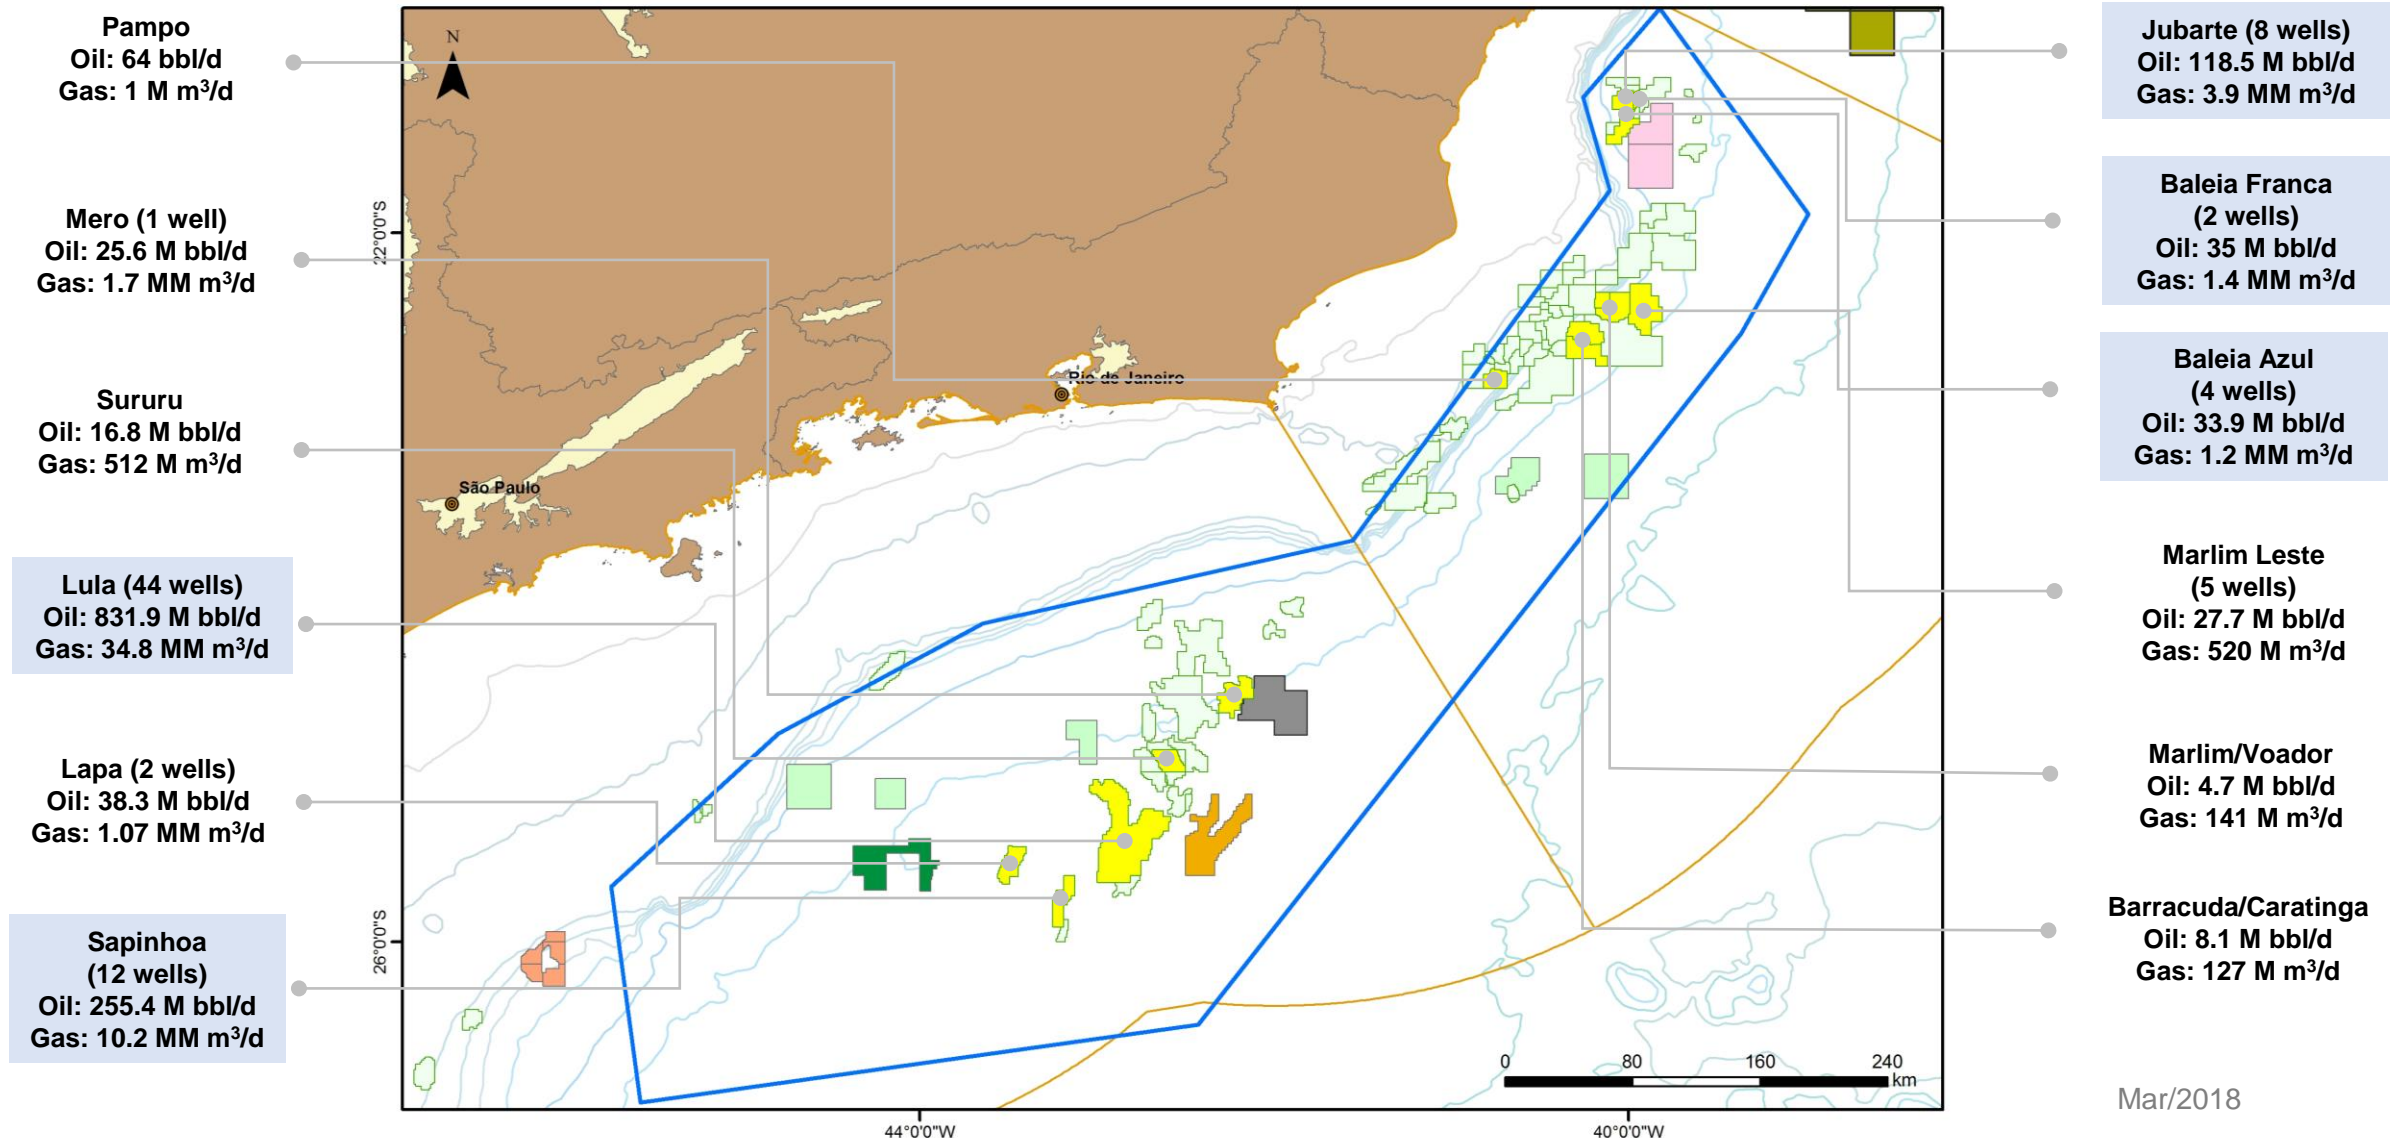 Pampo
Oil: 64 bbl/d
Gas: 1 M m³/d
Mero (1 well)
Oil: 25.6 M bbl/d
Gas: 1.7 MM m³/d
Sururu
Oil: 16.8 M bbl/d
Gas: 512 M m³/d
Lula (44 wells)
Oil: 831.9 M bbl/d
Gas: 34.8 MM m³/d
Lapa (2 wells)
Oil: 38.3 M bbl/d
Gas: 1.07 MM m³/d
Sapinhoa
(12 wells)
Oil: 255.4 M bbl/d
Gas: 10.2 MM m³/d
N
22°0'0"S
26°0'0"S
Rio de Janeiro
São Paulo
0 80 160 240
km
44°0'0"W
40°0'0"W
Jubarte (8 wells)
Oil: 118.5 M bbl/d
Gas: 3.9 MM m³/d
Baleia Franca
(2 wells)
Oil: 35 M bbl/d
Gas: 1.4 MM m³/d
Baleia Azul
(4 wells)
Oil: 33.9 M bbl/d
Gas: 1.2 MM m³/d
Marlim Leste
(5 wells)
Oil: 27.7 M bbl/d
Gas: 520 M m³/d
Marlim/Voador
Oil: 4.7 M bbl/d
Gas: 141 M m³/d
Barracuda/Caratinga
Oil: 8.1 M bbl/d
Gas: 127 M m³/d
Mar/2018